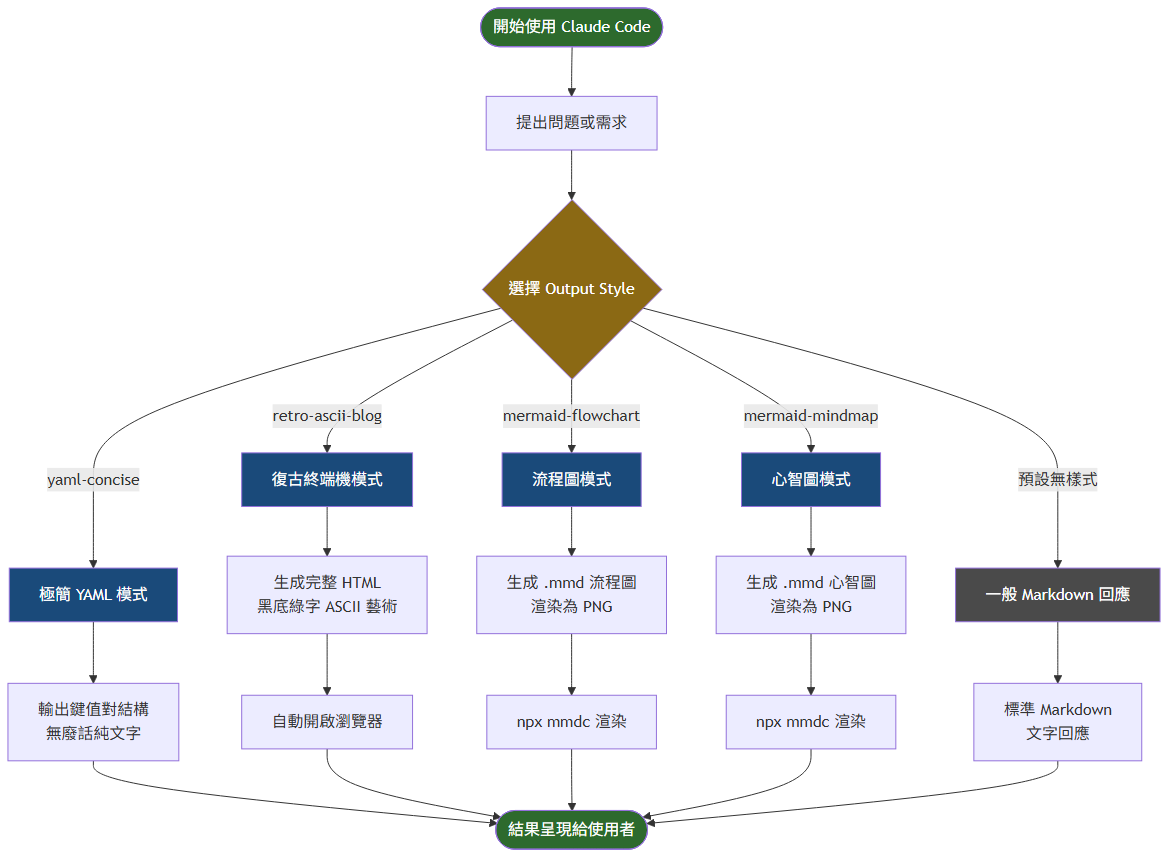 開始使用 Claude Code
提出問題或需求
選擇 Output Style
yaml-concise
retro-ascii-blog
mermaid-flowchart
mermaid-mindmap
預設無樣式
極簡 YAML 模式
復古終端機模式
流程圖模式
心智圖模式
一般 Markdown 回應
輸出鍵值對結構
無廢話純文字
生成完整 HTML
黑底綠字 ASCII 藝術
生成 .mmd 流程圖
渲染為 PNG
生成 .mmd 心智圖
渲染為 PNG
標準 Markdown
文字回應
自動開啟瀏覽器
npx mmdc 渲染
npx mmdc 渲染
結果呈現給使用者